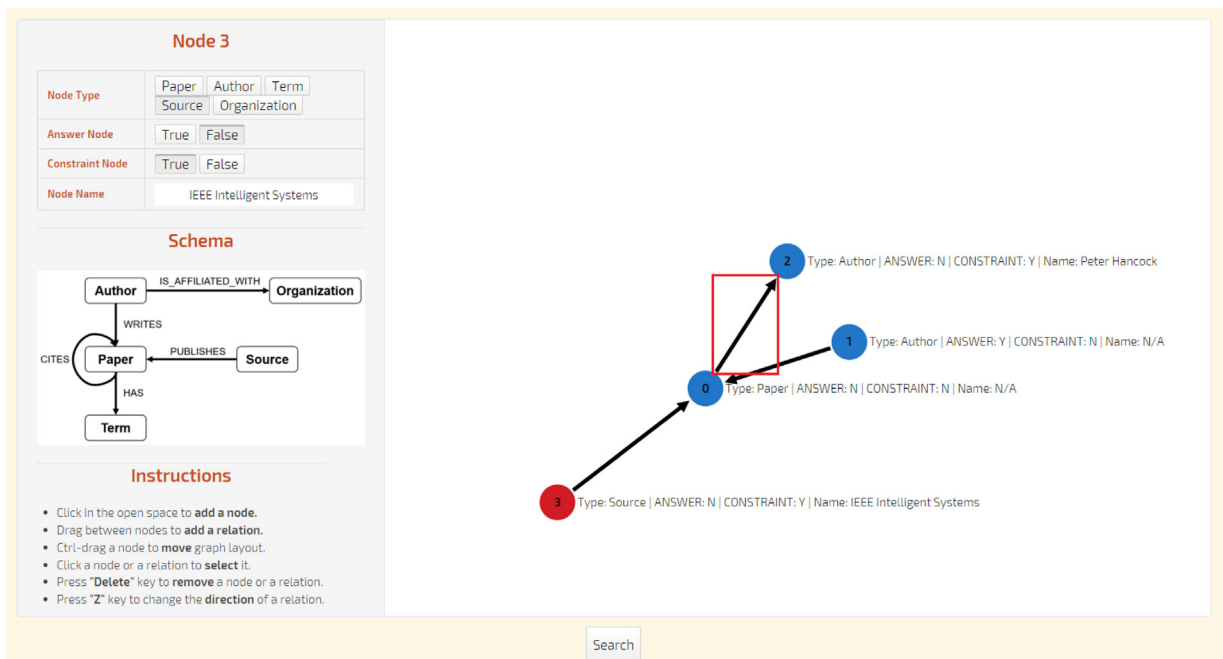 Node 3
Node Type
Paper Author Term
Source Organization
Answer Node
True False
Constraint Node
True False
Node Name
IEEE Intelligent Systems
Schema
Author
IS_AFFILIATED_WITH
Organization
WRITES
CITES
Paper
PUBLISHES
Source
HAS
Term
Instructions
• Click in the open space to add a node.
• Drag between nodes to add a relation.
• Ctrl-drag a node to move graph layout.
• Click a node or a relation to select it.
• Press "Delete" key to remove a node or a relation.
• Press "Z" key to change the direction of a relation.
2 Type: Author | ANSWER: N | CONSTRAINT: Y | Name: Peter Hancock
1 Type: Author | ANSWER: Y | CONSTRAINT: N | Name: N/A
0 Type: Paper | ANSWER: N | CONSTRAINT: N | Name: N/A
3 Type: Source | ANSWER: N | CONSTRAINT: Y | Name: IEEE Intelligent Systems
Search